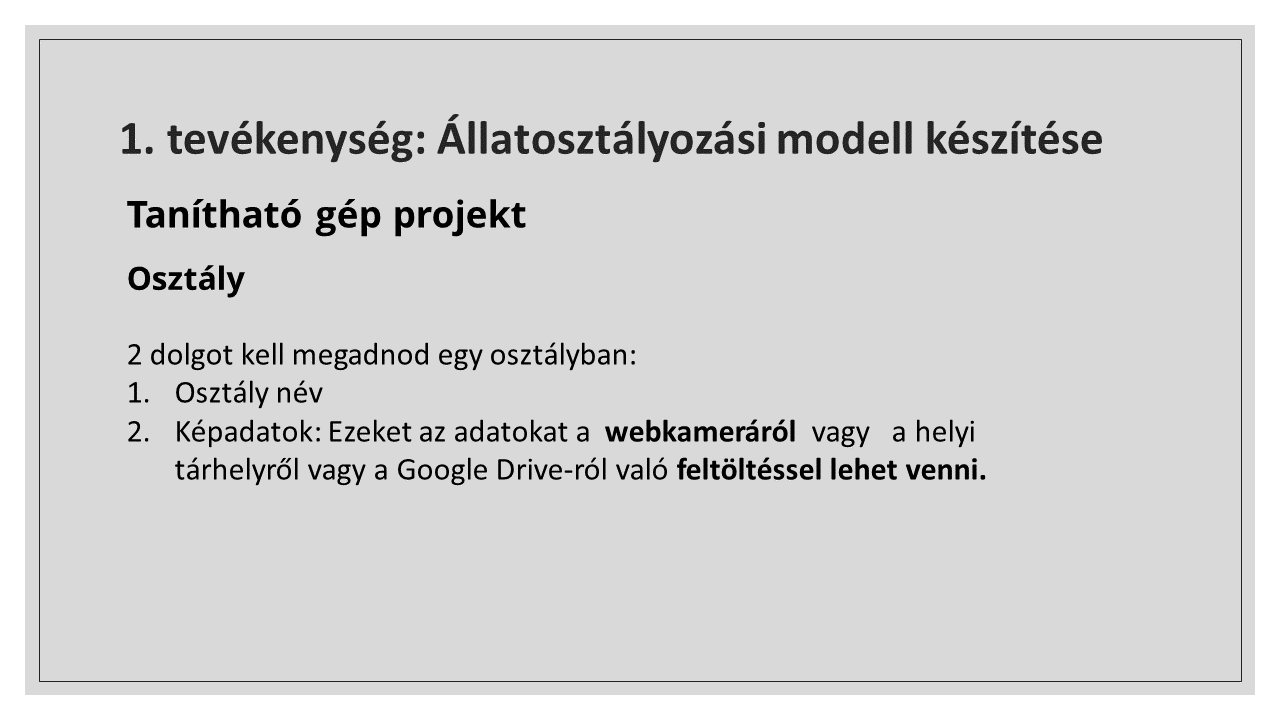 1. tevékenység: Állatosztályozási modell készítése
Tanítható gép projekt
Osztály
2 dolgot kell megadnod egy osztályban:
1. Osztály név
2. Képadatok: Ezeket az adatokat a webkameráról vagy a helyi
tárhelyről vagy a Google Drive-ról való feltöltéssel lehet venni.